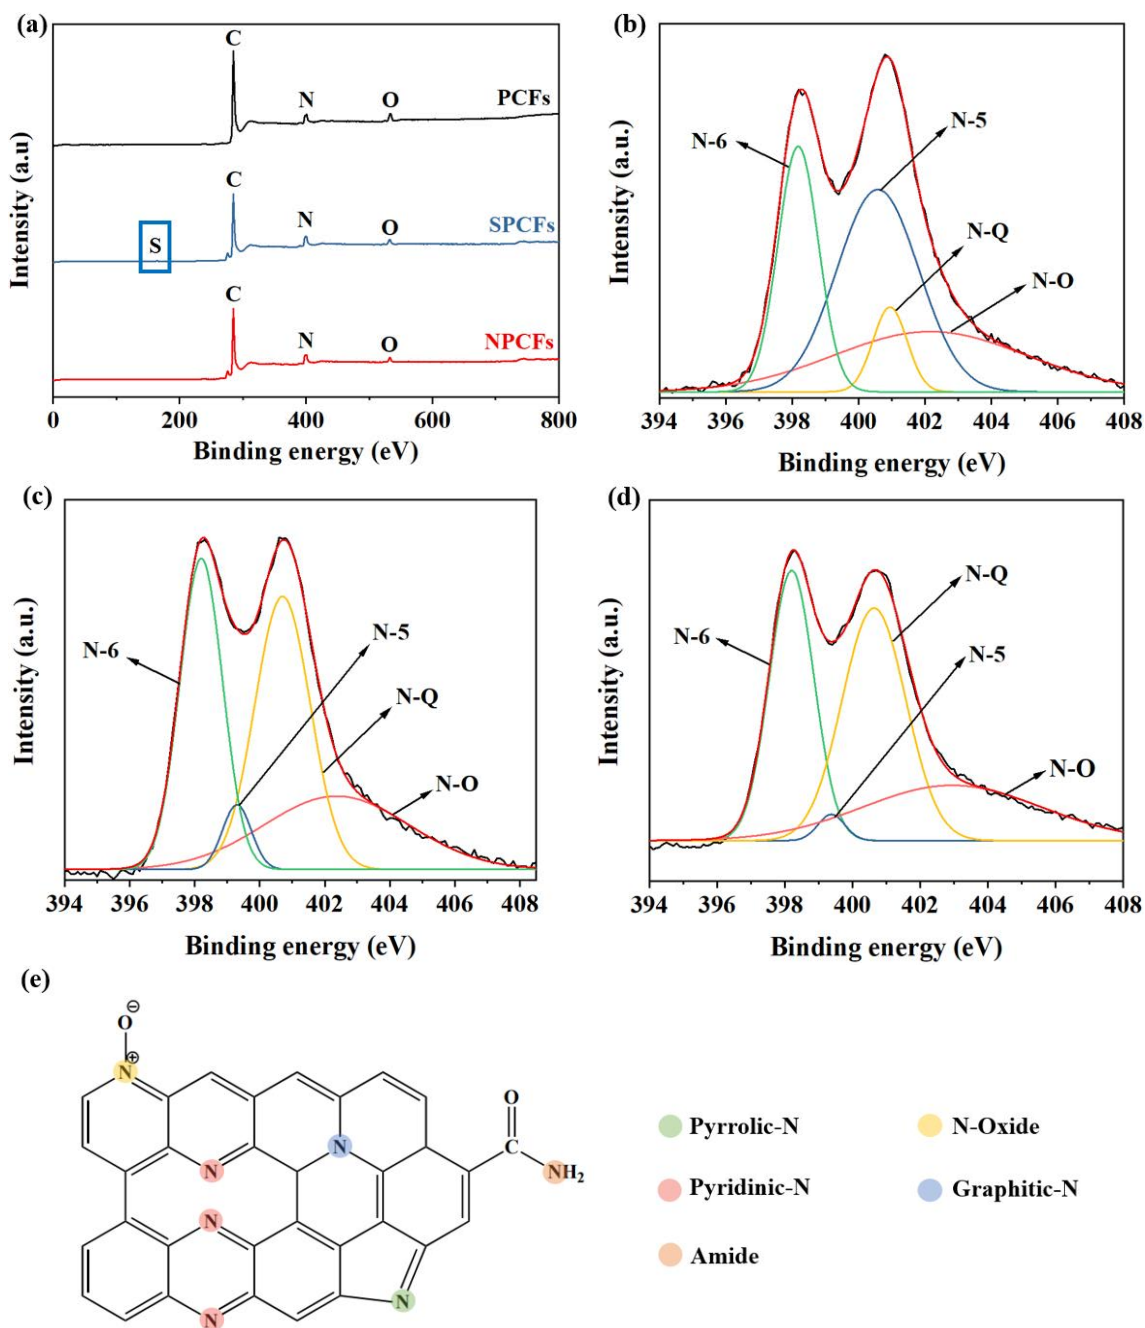 (a)
C
N
O
PCFs
C
S
N
O
SPCFs
C
N
O
NPCFs
0 200 400 600 800
Binding energy (eV)
Intensity (a.u)
(b)
N-6
N-5
N-Q
N-O
394 396 398 400 402 404 406 408
Binding energy (eV)
Intensity (a.u.)
(c)
N-6
N-5
N-Q
N-O
394 396 398 400 402 404 406 408
Binding energy (eV)
Intensity (a.u.)
(d)
N-Q
N-6
N-5
N-O
394 396 398 400 402 404 406 408
Binding energy (eV)
Intensity (a.u.)
(e)
⊖
O
⊕
N
O
C
N
N
NH₂
N
N
N
Pyrrolic-N
N-Oxide
Pyridinic-N
Graphitic-N
Amide